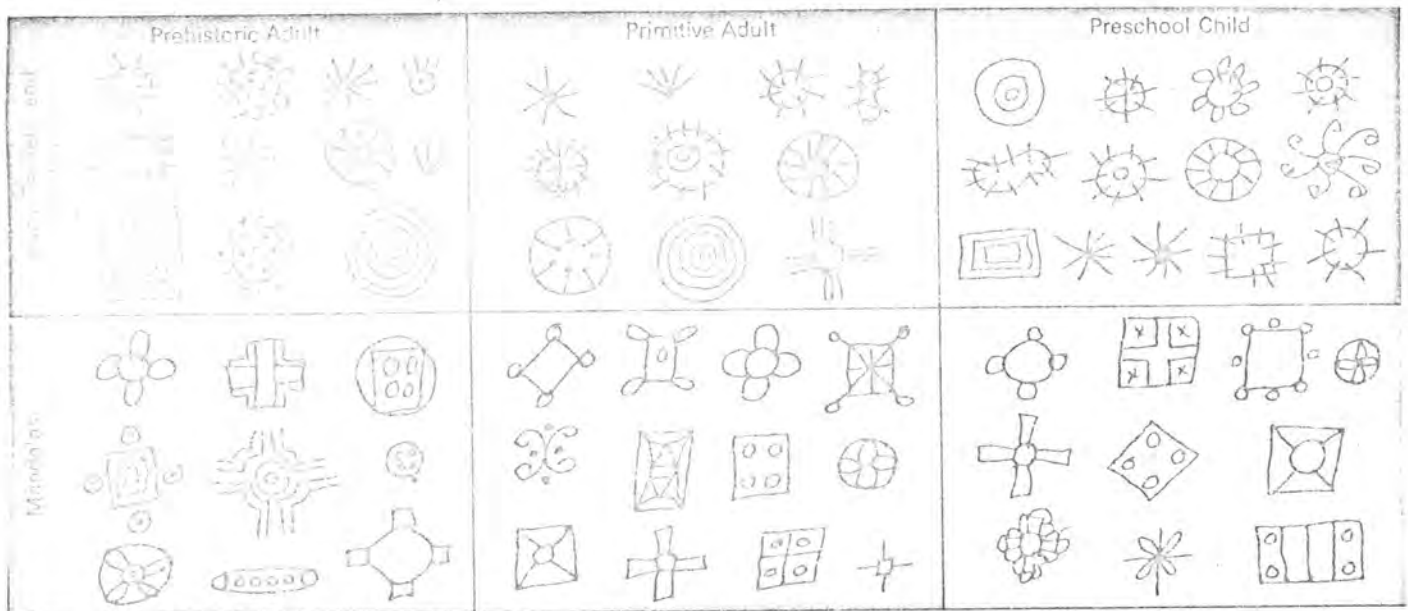 Prehistoric Adult
Primitive Adult
Preschool Child
Mandalas